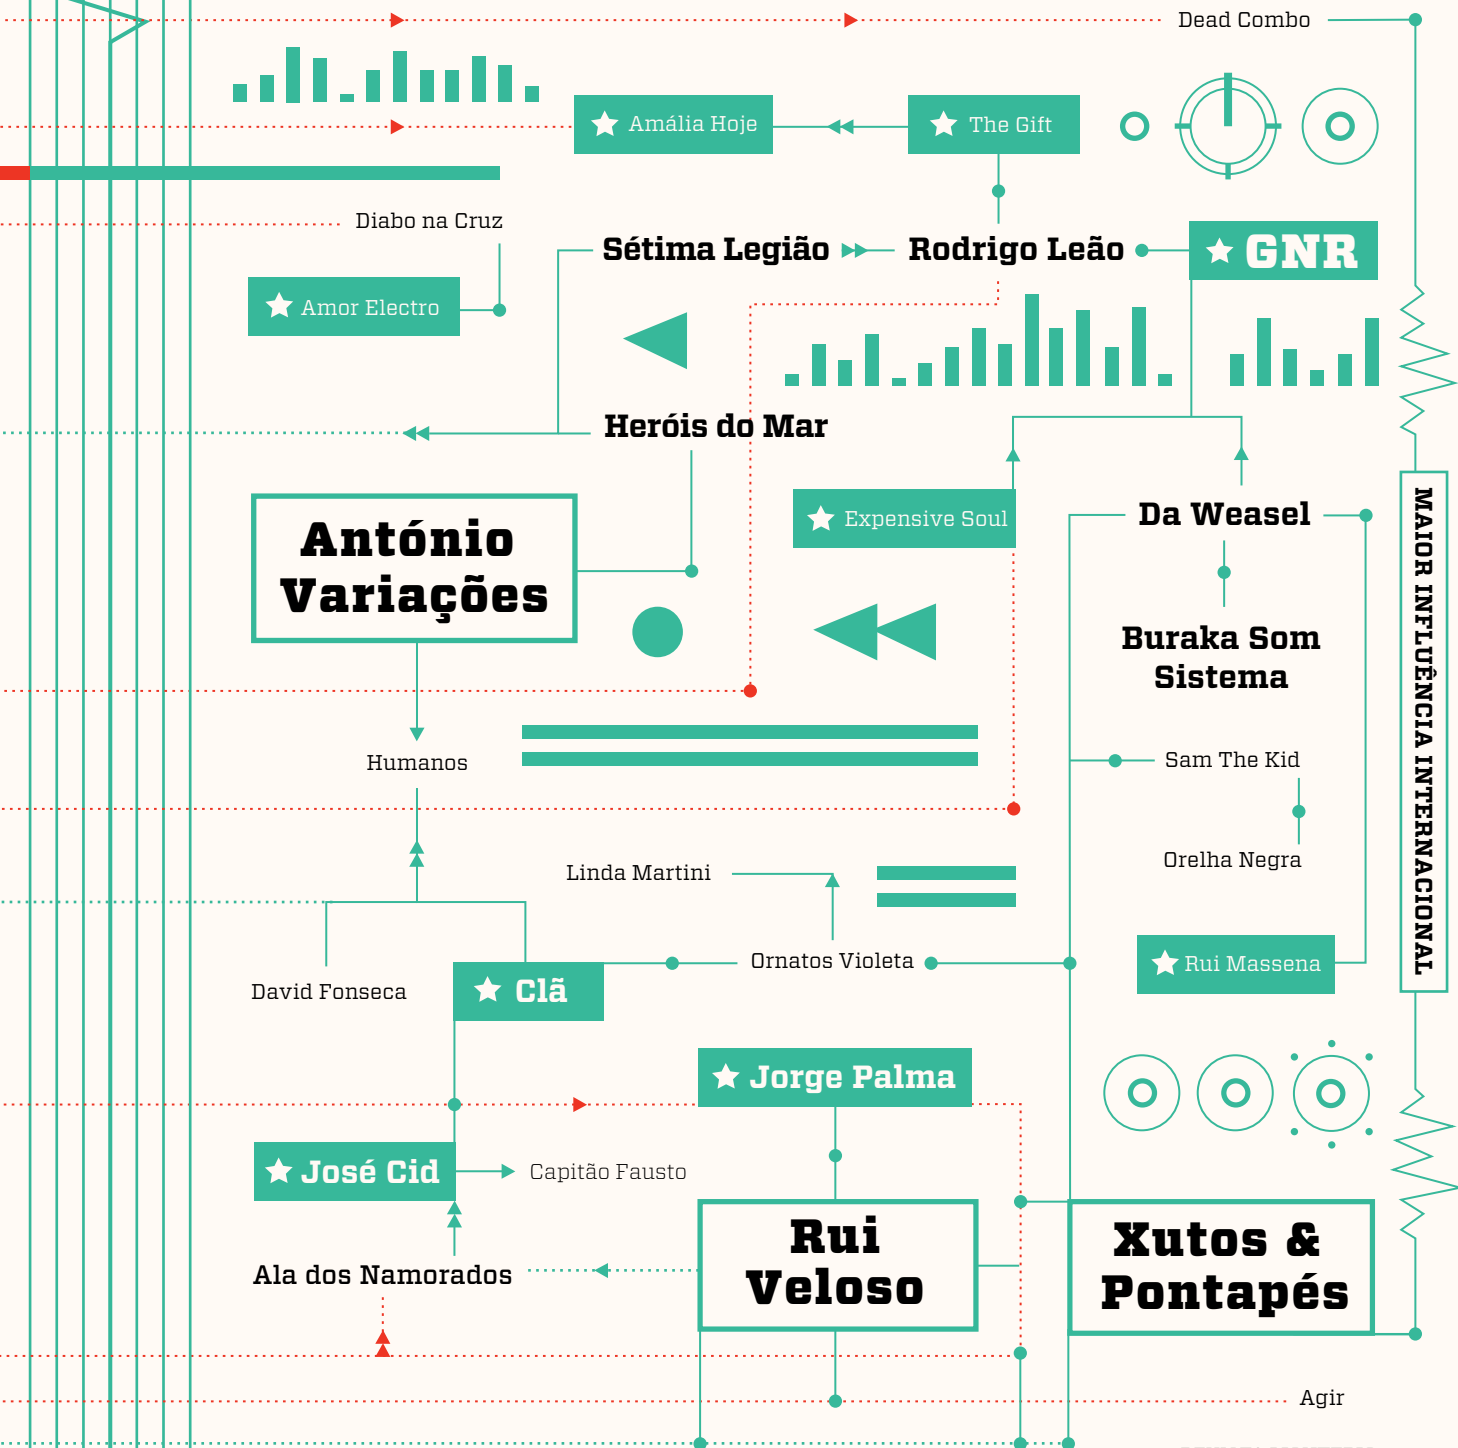 Dead Combo
Amália Hoje
The Gift
Diabo na Cruz
Sétima Legião
Rodrigo Leão
GNR
Amor Electro
Heróis do Mar
António
Variações
Expensive Soul
Da Weasel
MAIOR INFLUÊNCIA INTERNACIONAL
Buraka Som
Sistema
Humanos
Sam The Kid
Linda Martini
Orelha Negra
Ornatos Violeta
Rui Massena
David Fonseca
Clã
Jorge Palma
José Cid
Capitão Fausto
Rui
Veloso
Xutos &
Pontapés
Ala dos Namorados
Agir